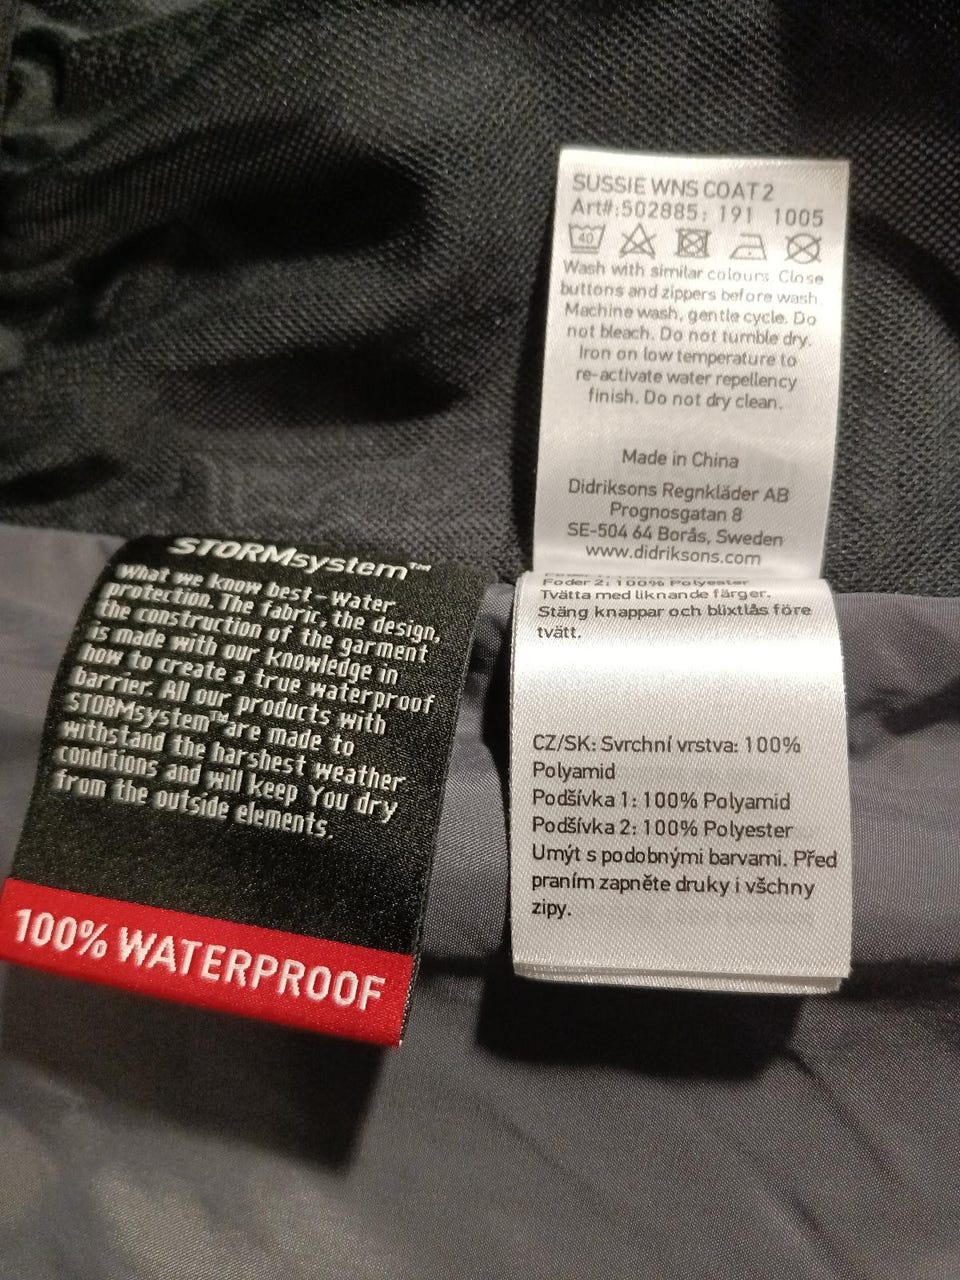 SUSSIE WNS COAT 2
Art#:502885: 191 1005
40
Wash with similar colours Close
buttons and zippers before wash
Machine wash, gentle cycle. Do
not bleach. Do not tumble dry.
Iron on low temperature to
re-activate water repellency
finish. Do not dry clean.
Made in China
Didriksons Regnkläder AB
Prognosgatan 8
SE-504 64 Borås, Sweden
www.didriksons.com
Foder 2: 100% Polyester
Tvätta med liknande färger.
Stäng knappar och blixtlås före
tvätt.
CZ/SK: Svrchní vrstva: 100%
Polyamid
Podšívka 1: 100% Polyamid
Podšívka 2: 100% Polyester
Umýt s podobnými barvami. Před
praním zapněte druky i všchny
zipy.
STORMsystem™
What we know best - Water
protection. The fabric, the design,
the construction of the garment
is made with our knowledge in
how to create a true waterproof
barrier. All our products with
STORMsystem™ are made to
withstand the harshest weather
conditions and will keep You dry
from the outside elements.
100% WATERPROOF